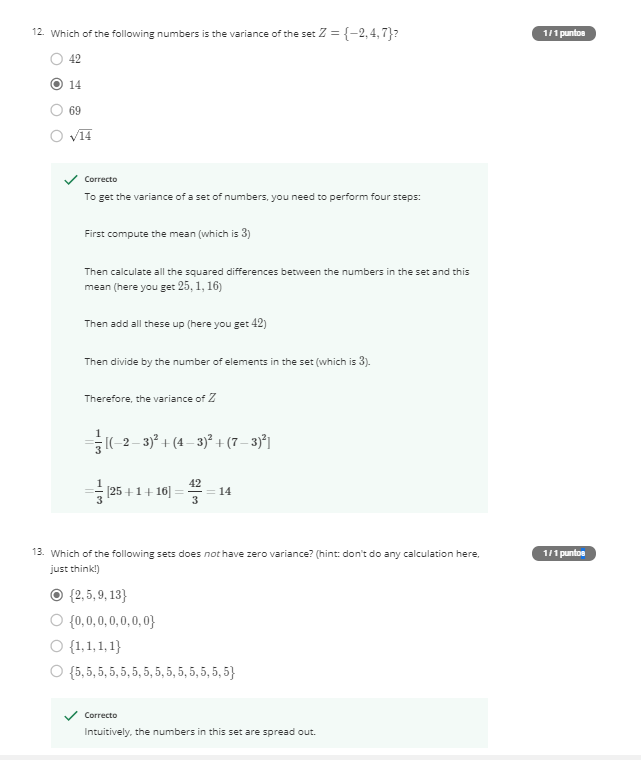 12. Which of the following numbers is the variance of the set Z = {−2, 4, 7}?
1 / 1 puntos
42
14
69
√14
Correcto
To get the variance of a set of numbers, you need to perform four steps:
First compute the mean (which is 3)
Then calculate all the squared differences between the numbers in the set and this
mean (here you get 25, 1, 16)
Then add all these up (here you get 42)
Then divide by the number of elements in the set (which is 3).
Therefore, the variance of Z
=1/3 [(−2 − 3)² + (4 − 3)² + (7 − 3)²]
=1/3 [25 + 1 + 16] = 42/3 = 14
13. Which of the following sets does not have zero variance? (hint: don't do any calculation here,
just think!)
1 / 1 puntos
{2, 5, 9, 13}
{0, 0, 0, 0, 0, 0, 0}
{1, 1, 1, 1}
{5, 5, 5, 5, 5, 5, 5, 5, 5, 5, 5, 5, 5, 5}
Correcto
Intuitively, the numbers in this set are spread out.